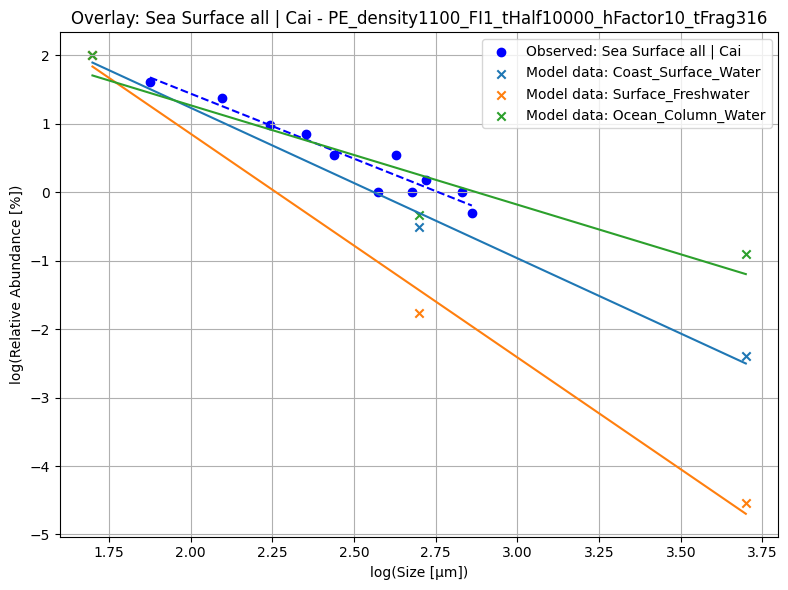 Overlay: Sea Surface all | Cai - PE_density1100_FI1_tHalf10000_hFactor10_tFrag316
Observed: Sea Surface all | Cai
Model data: Coast_Surface_Water
Model data: Surface_Freshwater
Model data: Ocean_Column_Water
log(Relative Abundance [%])
2
1
0
−1
−2
−3
−4
−5
1.75 2.00 2.25 2.50 2.75 3.00 3.25 3.50 3.75
log(Size [μm])